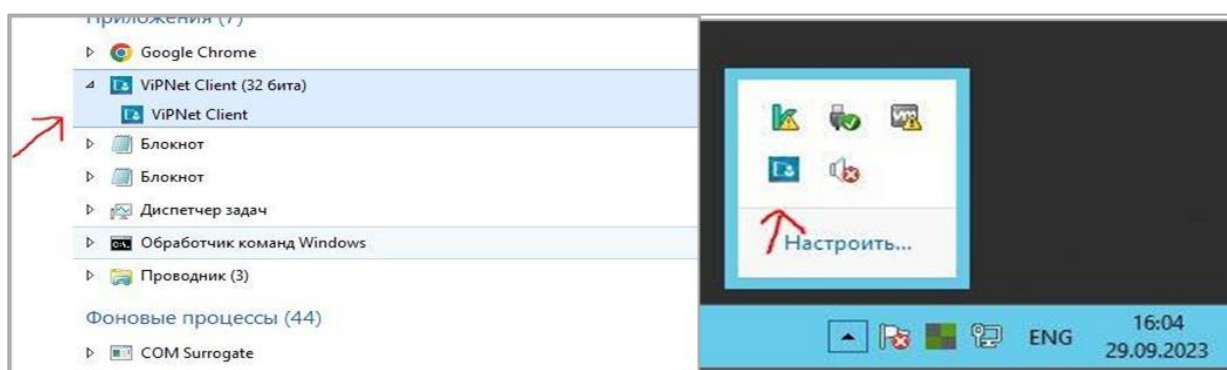 Приложения (7)
Google Chrome
ViPNet Client (32 бита)
ViPNet Client
Блокнот
Блокнот
Диспетчер задач
Обработчик команд Windows
Проводник (3)
Фоновые процессы (44)
COM Surrogate
Настроить...
ENG
16:04
29.09.2023